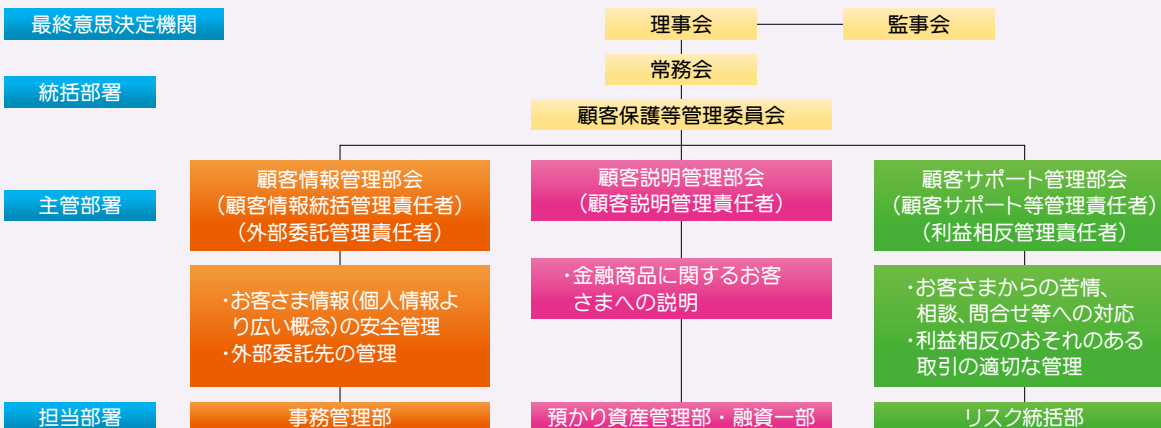 最終意思決定機関
理事会
監事会
常務会
統括部署
顧客保護等管理委員会
主管部署
顧客情報管理部会
(顧客情報統括管理責任者)
(外部委託管理責任者)
顧客説明管理部会
(顧客説明管理責任者)
顧客サポート管理部会
(顧客サポート等管理責任者)
(利益相反管理責任者)
・お客さま情報(個人情報よ
り広い概念)の安全管理
・外部委託先の管理
・金融商品に関するお客
さまへの説明
・お客さまからの苦情、
相談、問合せ等への対応
・利益相反のおそれのある
取引の適切な管理
担当部署
事務管理部
預かり資産管理部・融資一部
リスク統括部